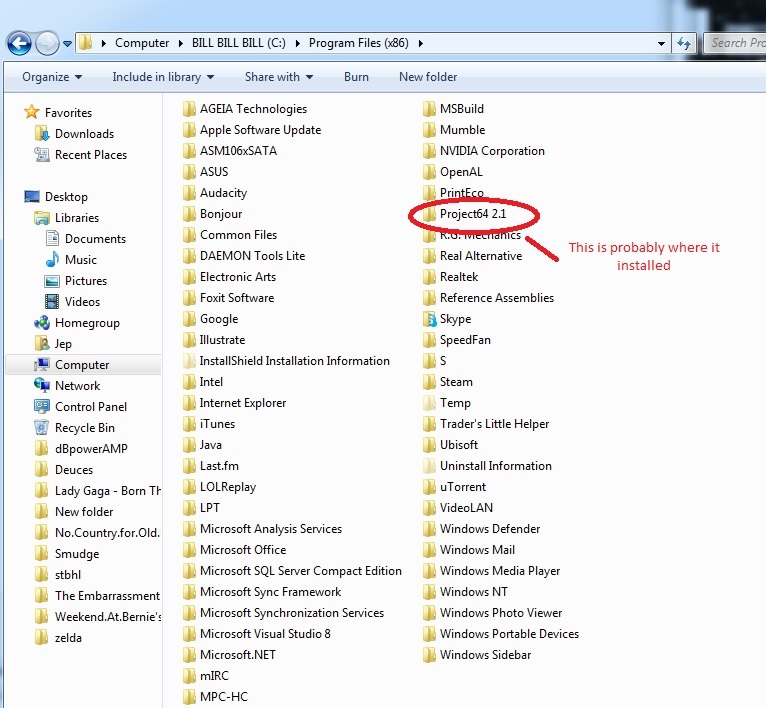 Computer ▸ BILL BILL BILL (C:) ▸ Program Files (x86) ▸
Search Pro
Organize Include in library Share with Burn New folder
Favorites
Downloads
Recent Places
Desktop
Libraries
Documents
Music
Pictures
Videos
Homegroup
Jep
Computer
Network
Control Panel
Recycle Bin
dBpowerAMP
Deuces
Lady Gaga - Born Th
New folder
No.Country.for.Old.
Smudge
stbhl
The Embarrassment
Weekend.At.Bernie's
zelda
AGEIA Technologies
Apple Software Update
ASM106xSATA
ASUS
Audacity
Bonjour
Common Files
DAEMON Tools Lite
Electronic Arts
Foxit Software
Google
Illustrate
InstallShield Installation Information
Intel
Internet Explorer
iTunes
Java
Last.fm
LOLReplay
LPT
Microsoft Analysis Services
Microsoft Office
Microsoft SQL Server Compact Edition
Microsoft Sync Framework
Microsoft Synchronization Services
Microsoft Visual Studio 8
Microsoft.NET
mIRC
MPC-HC
MSBuild
Mumble
NVIDIA Corporation
OpenAL
PrintEco
Project64 2.1
R.G. Mechanics
Real Alternative
Realtek
Reference Assemblies
Skype
SpeedFan
S
Steam
Temp
Trader's Little Helper
Ubisoft
Uninstall Information
uTorrent
VideoLAN
Windows Defender
Windows Mail
Windows Media Player
Windows NT
Windows Photo Viewer
Windows Portable Devices
Windows Sidebar
This is probably where it
installed